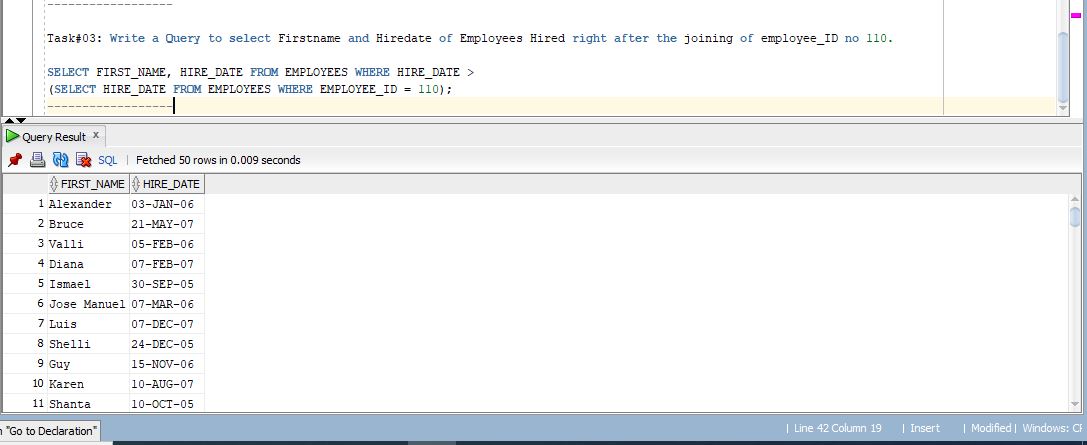 ------------------
Task#03: Write a Query to select Firstname and Hiredate of Employees Hired right after the joining of employee_ID no 110.
SELECT FIRST_NAME, HIRE_DATE FROM EMPLOYEES WHERE HIRE_DATE >
(SELECT HIRE_DATE FROM EMPLOYEES WHERE EMPLOYEE_ID = 110);
------------------
Query Result x
SQL | Fetched 50 rows in 0.009 seconds
FIRST_NAME HIRE_DATE
1 Alexander 03-JAN-06
2 Bruce 21-MAY-07
3 Valli 05-FEB-06
4 Diana 07-FEB-07
5 Ismael 30-SEP-05
6 Jose Manuel 07-MAR-06
7 Luis 07-DEC-07
8 Shelli 24-DEC-05
9 Guy 15-NOV-06
10 Karen 10-AUG-07
11 Shanta 10-OCT-05
n "Go to Declaration" | Line 42 Column 19 | Insert | Modified | Windows: